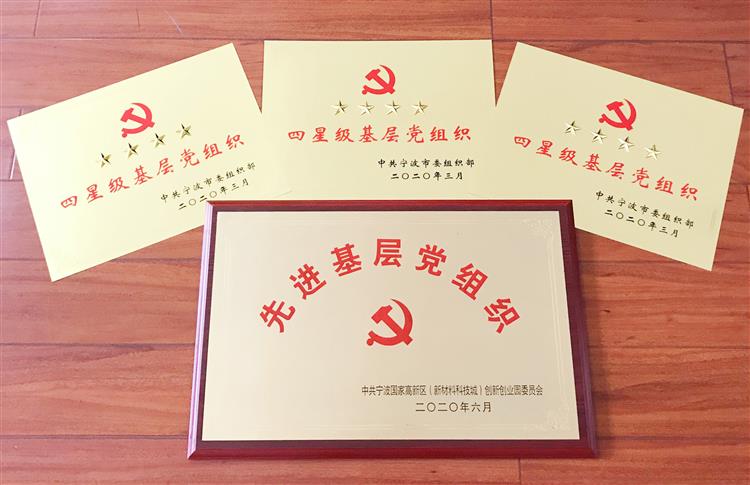 四星级基层党组织
中共宁波市委组织部
二〇二〇年三月
四星级基层党组织
中共宁波市委组织部
二〇二〇年三月
四星级基层党组织
中共宁波市委组织部
二〇二〇年三月
先进基层党组织
中共宁波国家高新区（新材料科技城）创新创业园委员会
二〇二〇年六月